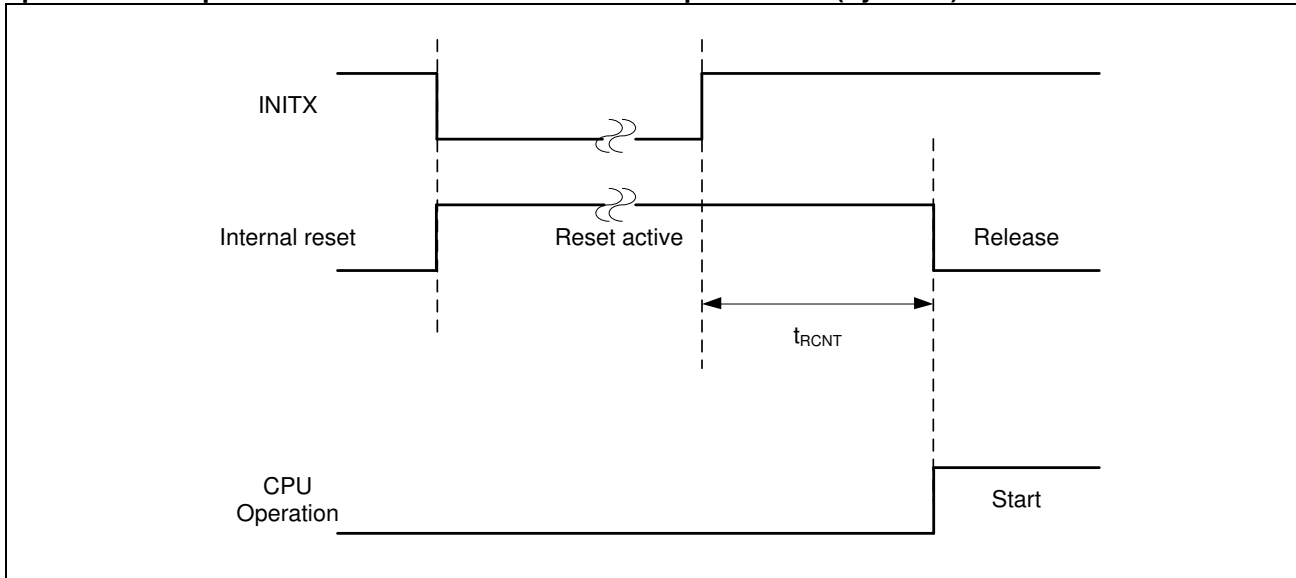 INITX
Internal reset
Reset active
Release
tRCNT
CPU
Operation
Start